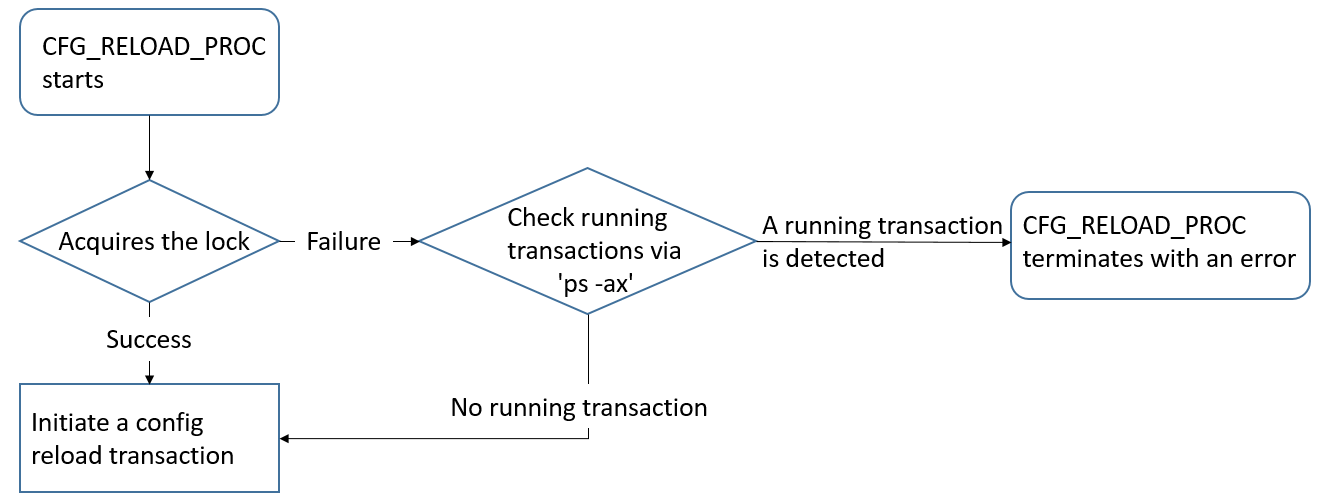 CFG_RELOAD_PROC
starts
Acquires the lock
Failure
Check running
transactions via
'ps -ax'
A running transaction
is detected
CFG_RELOAD_PROC
terminates with an error
Success
No running transaction
Initiate a config
reload transaction